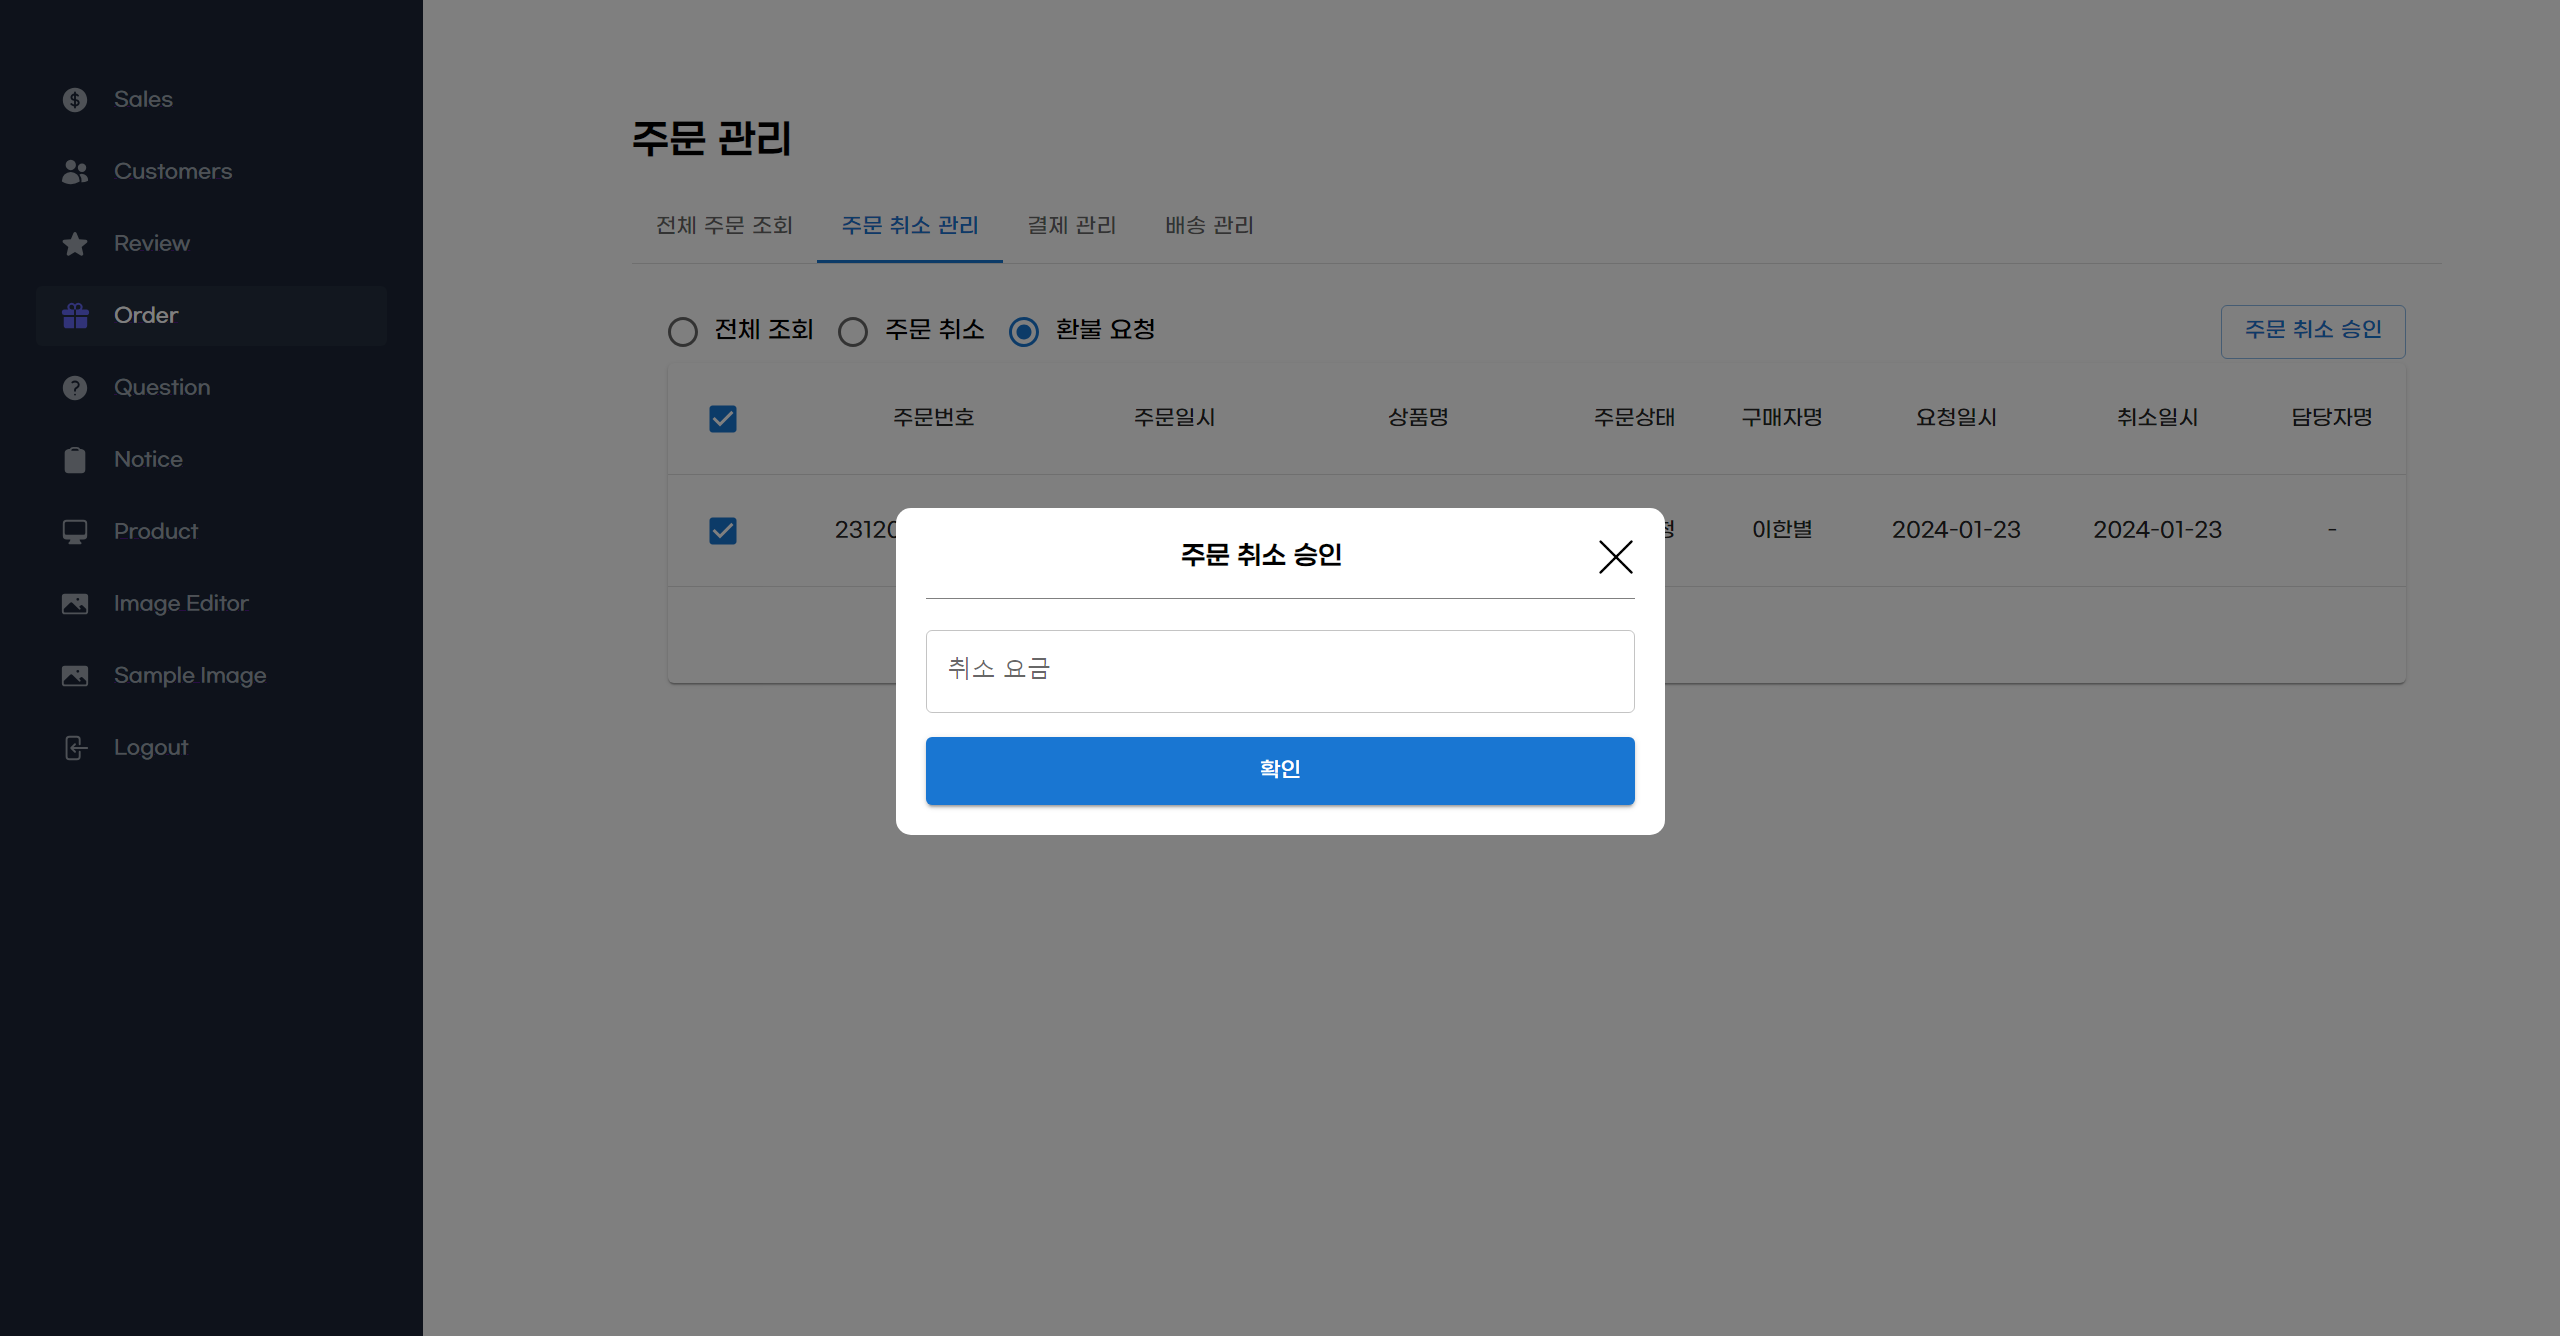 Sales
Customers
Review
Order
Question
Notice
Product
Image Editor
Sample Image
Logout
주문 관리
전체 주문 조회 주문 취소 관리 결제 관리 배송 관리
전체 조회 주문 취소 환불 요청 주문 취소 승인
주문번호 주문일시 상품명 주문상태 구매자명 요청일시 취소일시 담당자명
이한별 2024-01-23 2024-01-23 -
주문 취소 승인
취소 요금
확인